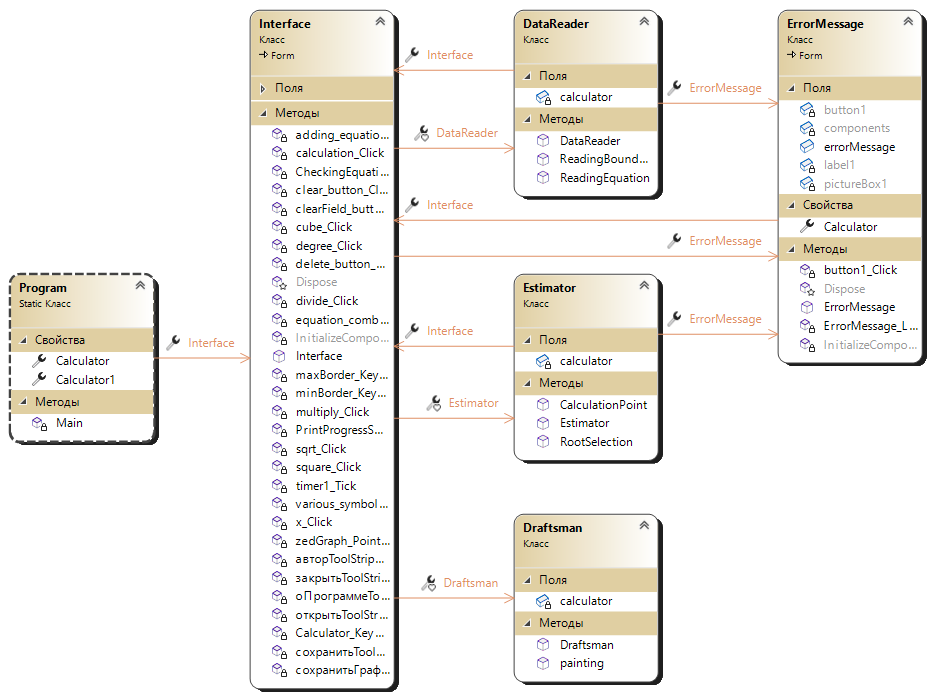 Program
Static Класс
Свойства
Calculator
Calculator1
Методы
Main
Interface
Interface
Класс
Form
Поля
Методы
adding_equatio...
calculation_Click
CheckingEquati...
clear_button_Cl...
clearField_butt...
cube_Click
degree_Click
delete_button_...
Dispose
divide_Click
equation_comb...
InitializeCompo...
Interface
maxBorder_Key...
minBorder_Key...
multiply_Click
PrintProgressS...
sqrt_Click
square_Click
timer1_Tick
various_symbol...
x_Click
zedGraph_Point...
авторToolStrip...
закрытьToolStri...
оПрограммеTo...
открытьToolStr...
Calculator_Key...
сохранитьTool...
сохранитьГраф...
Interface
DataReader
Interface
ErrorMessage
Interface
Estimator
Draftsman
DataReader
Класс
Поля
calculator
Методы
DataReader
ReadingBound...
ReadingEquation
ErrorMessage
Estimator
Класс
Поля
calculator
Методы
CalculationPoint
Estimator
RootSelection
ErrorMessage
Draftsman
Класс
Поля
calculator
Методы
Draftsman
painting
ErrorMessage
Класс
Form
Поля
button1
components
errorMessage
label1
pictureBox1
Свойства
Calculator
Методы
button1_Click
Dispose
ErrorMessage
ErrorMessage_L...
InitializeCompo...